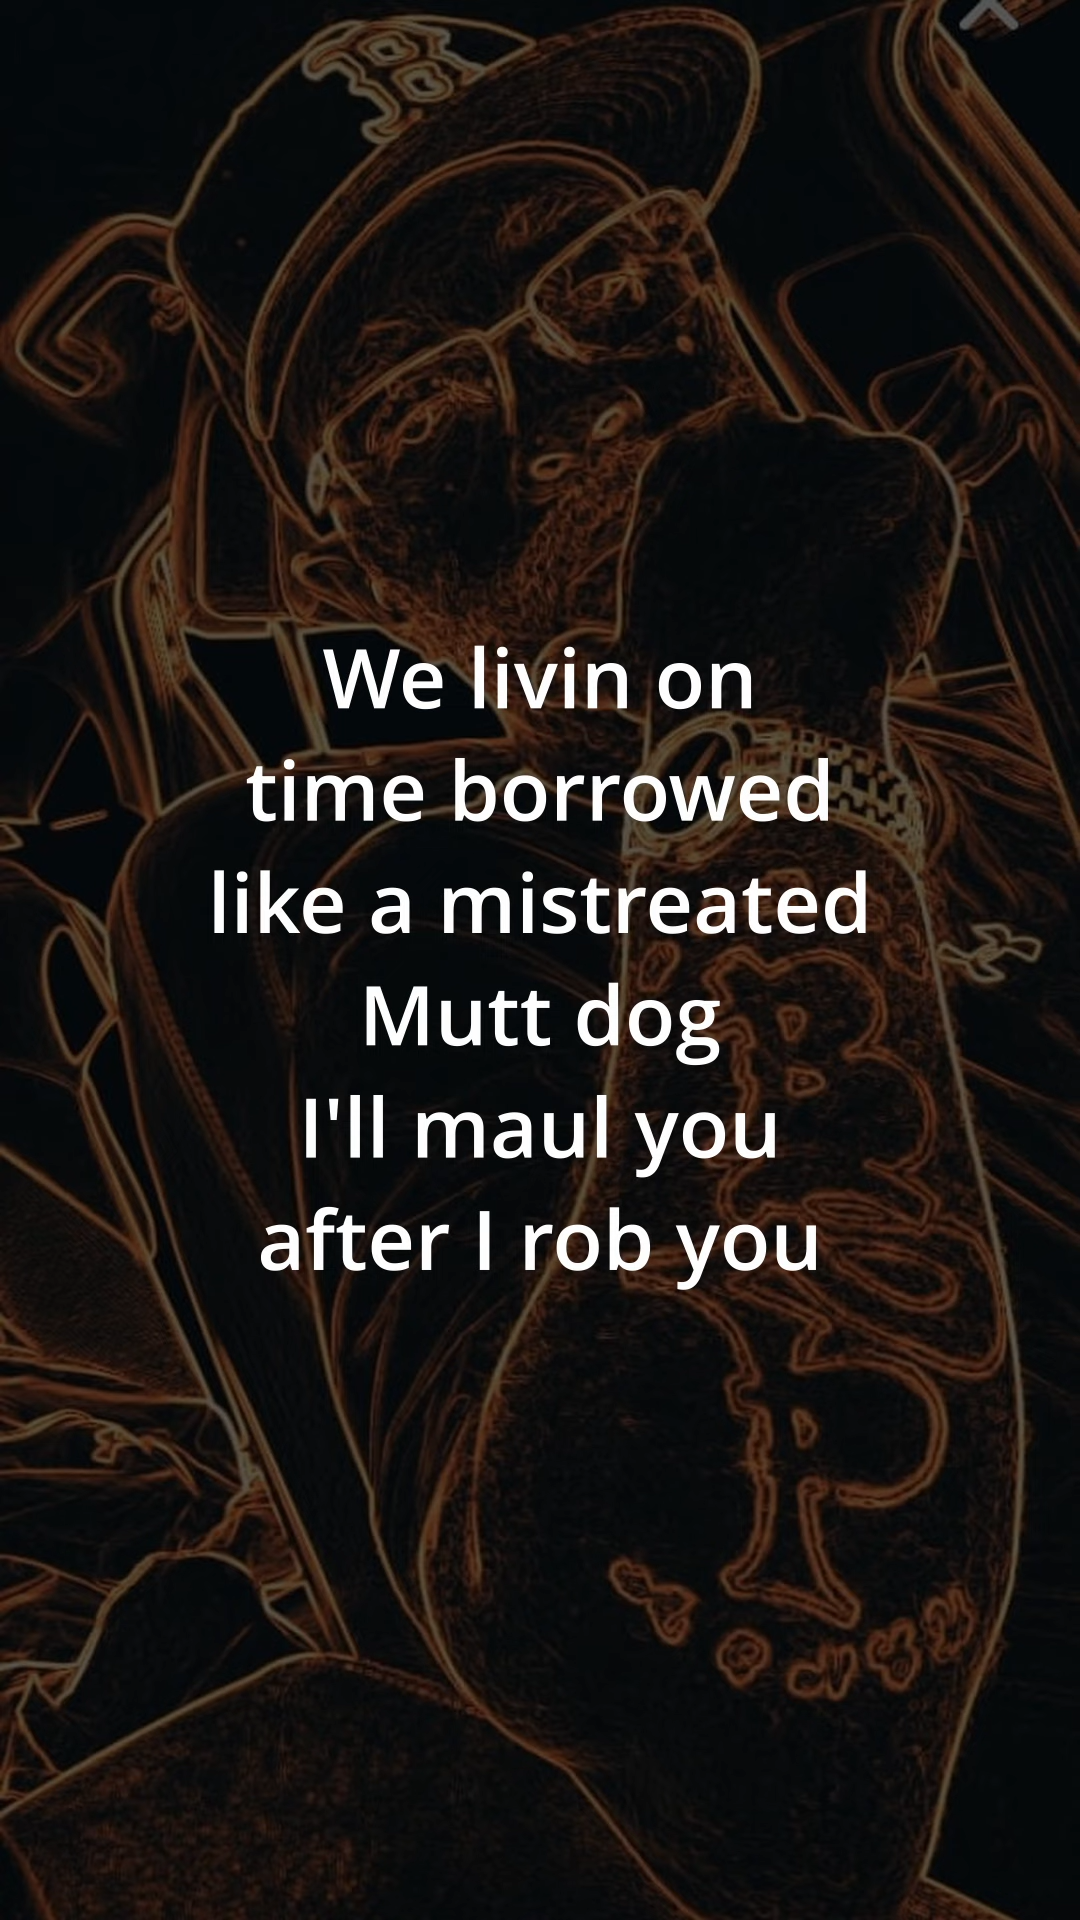 B
We livin on
time borrowed
like a mistreated
Mutt dog
I'll maul you
after I rob you
B
P